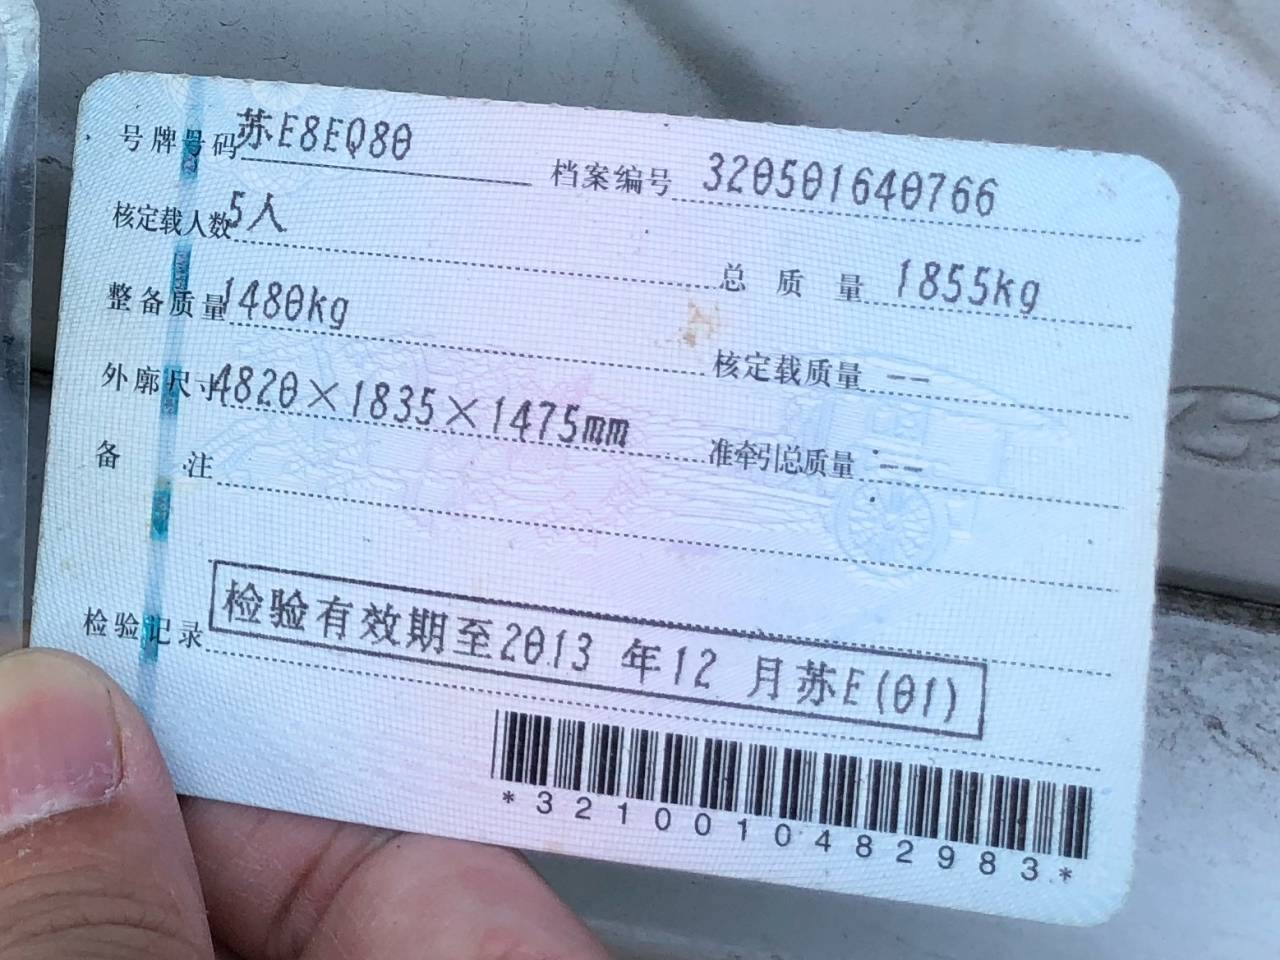 号牌号码 苏E8EQ80 档案编号 320501640766
核定载人数 5人 总质量 1855kg
整备质量 1480kg 核定载质量 --
外廓尺寸 4820×1835×1475mm 准牵引总质量 --
备注
检验记录 检验有效期至2013 年12 月苏E(01)
*3210010482983*